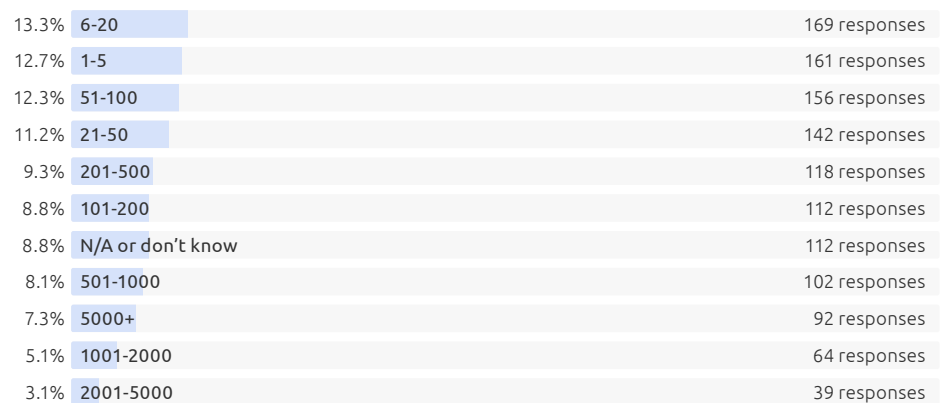 13.3% 6-20 169 responses
12.7% 1-5 161 responses
12.3% 51-100 156 responses
11.2% 21-50 142 responses
9.3% 201-500 118 responses
8.8% 101-200 112 responses
8.8% N/A or don’t know 112 responses
8.1% 501-1000 102 responses
7.3% 5000+ 92 responses
5.1% 1001-2000 64 responses
3.1% 2001-5000 39 responses